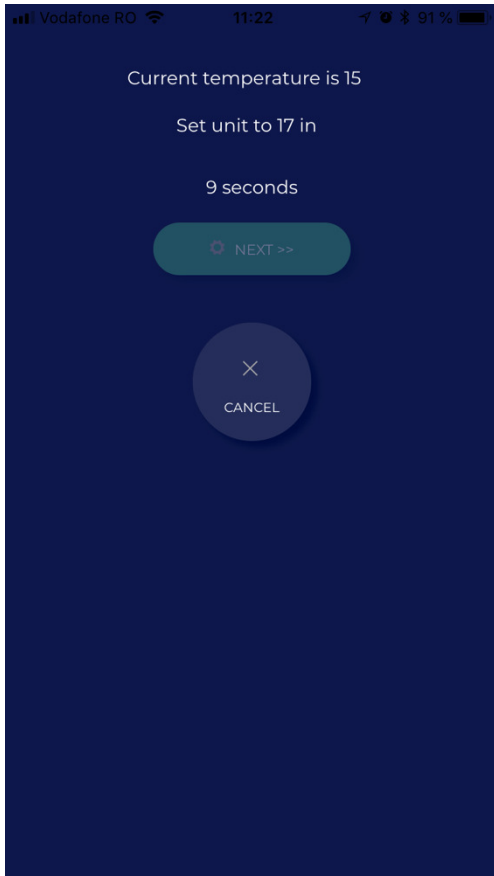 Vodafone RO 11:22 91 %
Current temperature is 15
Set unit to 17 in
9 seconds
NEXT >>
CANCEL